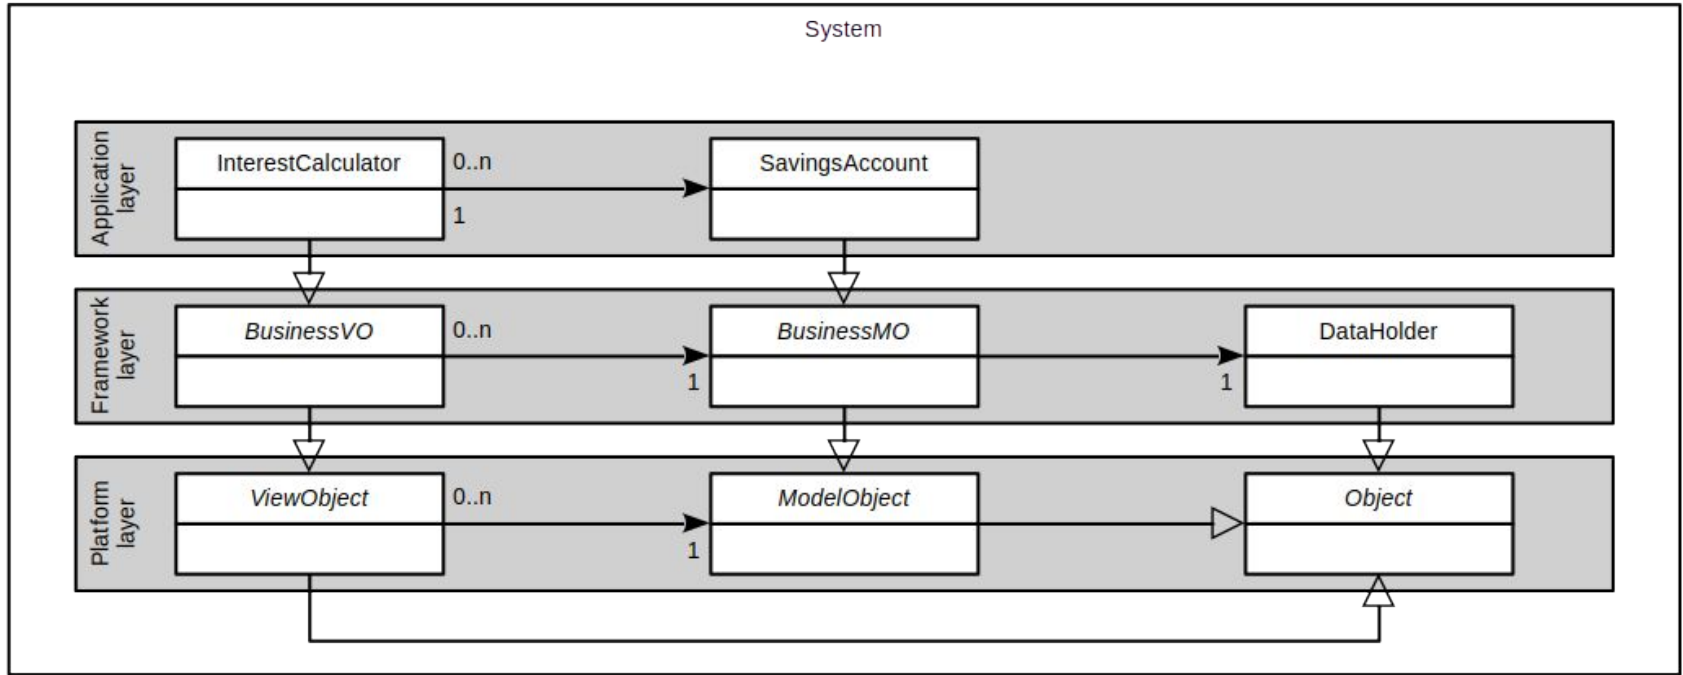 System
Application
layer
InterestCalculator
0..n
1
SavingsAccount
Framework
layer
BusinessVO
0..n
1
BusinessMO
1
DataHolder
Platform
layer
ViewObject
0..n
1
ModelObject
Object